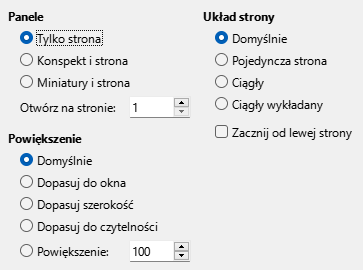 Panele
Tylko strona
Konspekt i strona
Miniatury i strona
Otwórz na stronie: 1
Powiększenie
Domyślnie
Dopasuj do okna
Dopasuj szerokość
Dopasuj do czytelności
Powiększenie: 100
Układ strony
Domyślnie
Pojedyncza strona
Ciągły
Ciągły wykładany
Zacznij od lewej strony